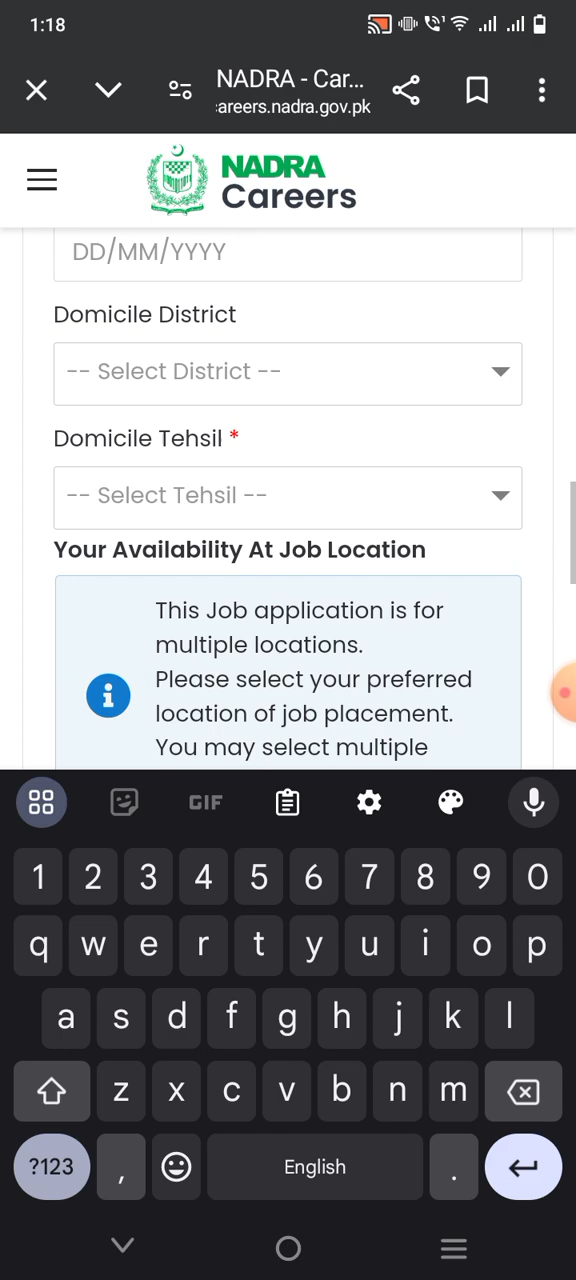 1:18
NADRA - Car...
areers.nadra.gov.pk
NADRA
Careers
DD/MM/YYYY
Domicile District
-- Select District --
Domicile Tehsil *
-- Select Tehsil --
Your Availability At Job Location
This Job application is for
multiple locations.
Please select your preferred
location of job placement.
You may select multiple
GIF
1 2 3 4 5 6 7 8 9 0
q w e r t y u i o p
a s d f g h j k l
z x c v b n m
?123 , English .